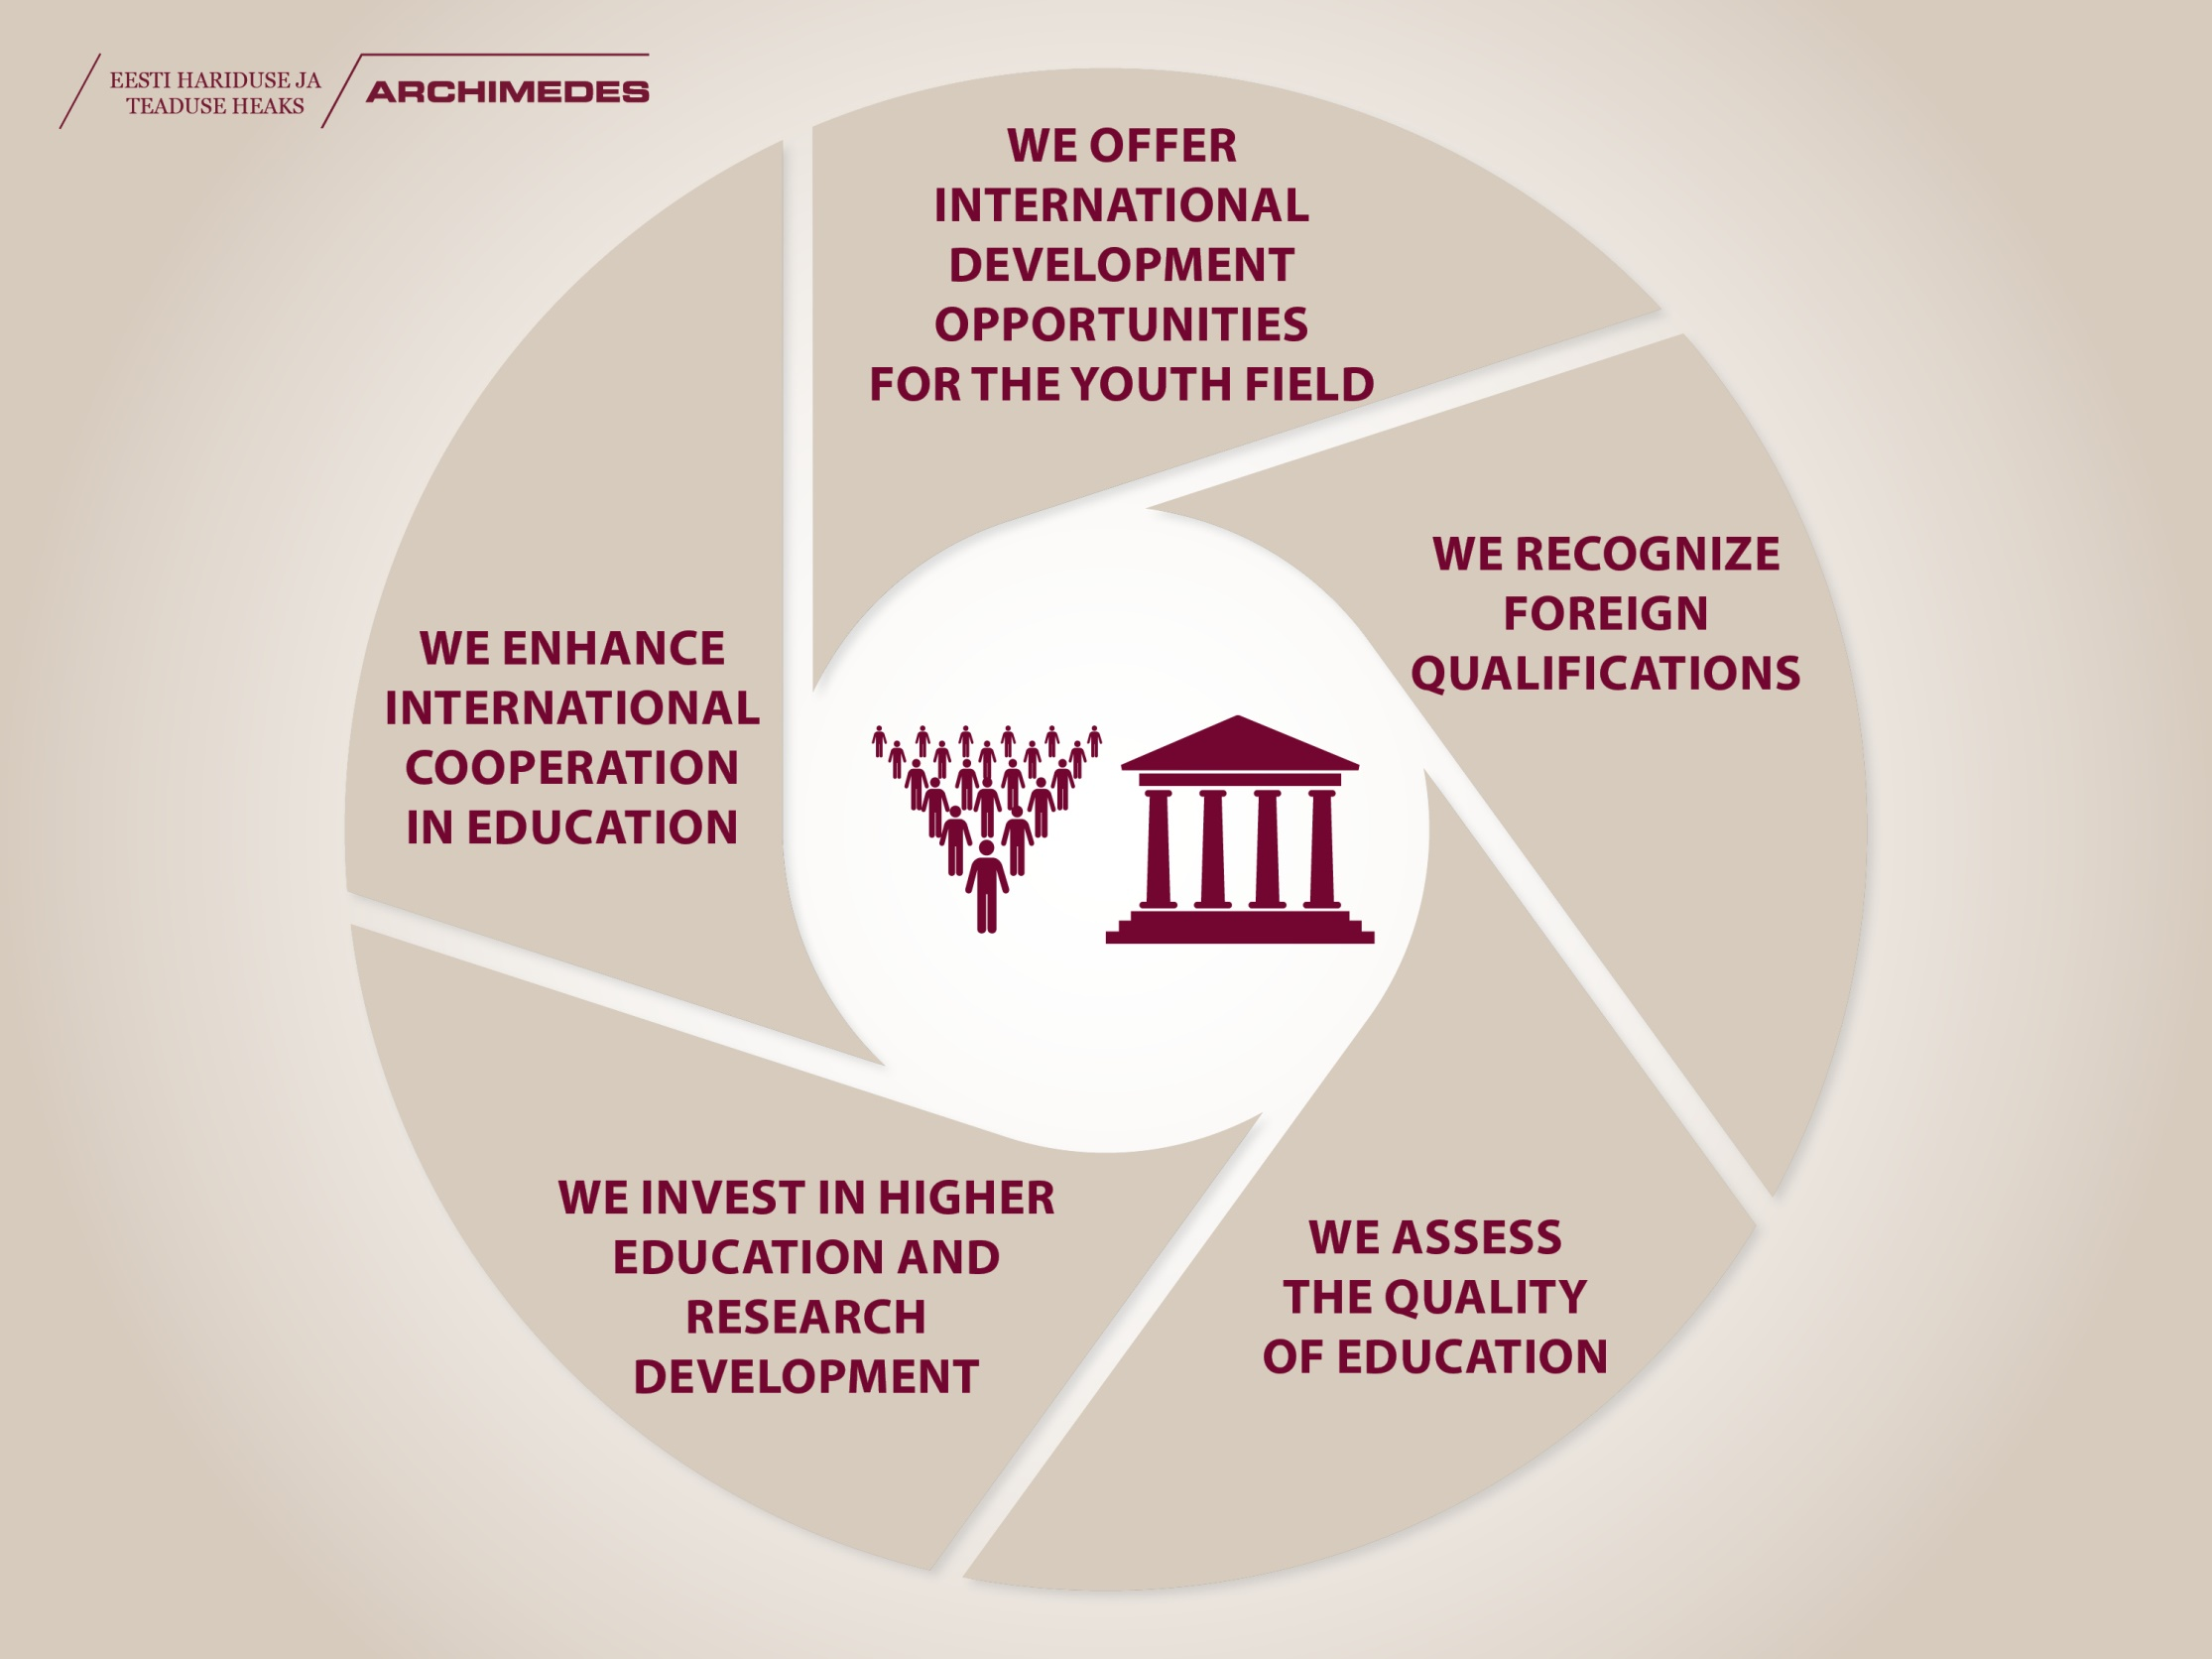 EESTI HARIDUSE JA
TEADUSE HEAKS
ARCHIMEDES
WE OFFER
INTERNATIONAL
DEVELOPMENT
OPPORTUNITIES
FOR THE YOUTH FIELD
WE RECOGNIZE
FOREIGN
QUALIFICATIONS
WE ASSESS
THE QUALITY
OF EDUCATION
WE INVEST IN HIGHER
EDUCATION AND
RESEARCH
DEVELOPMENT
WE ENHANCE
INTERNATIONAL
COOPERATION
IN EDUCATION